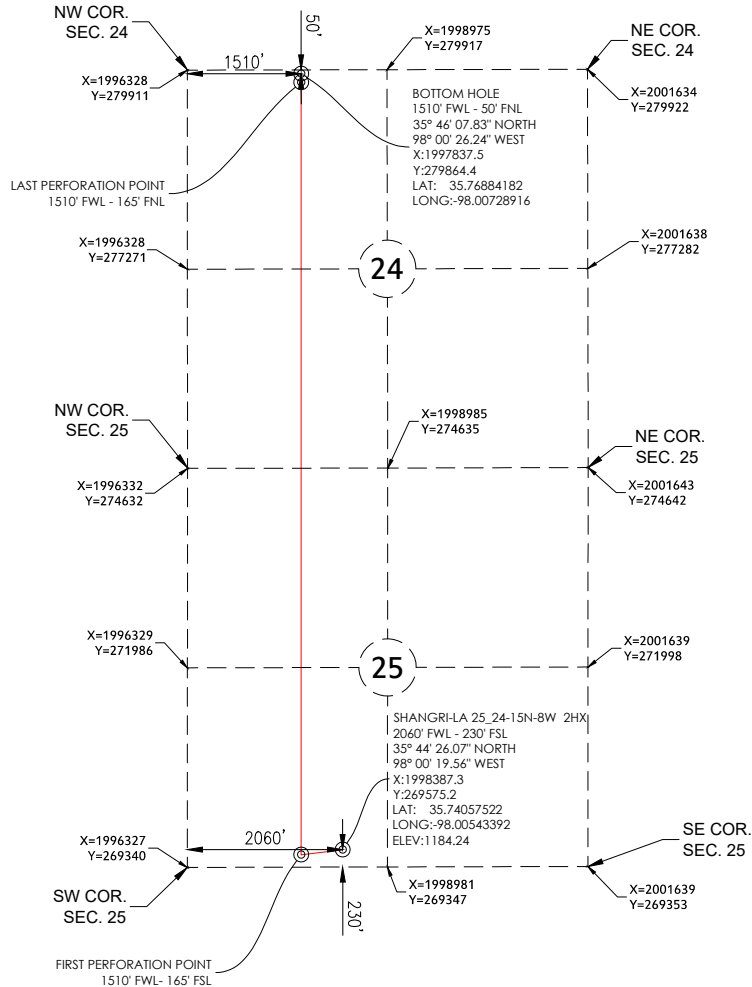 NW COR.
SEC. 24
50'
1510'
X=1998975
Y=279917
NE COR.
SEC. 24
X=1996328
Y=279911
X=2001634
Y=279922
BOTTOM HOLE
1510' FWL - 50' FNL
35° 46' 07.83" NORTH
98° 00' 26.24" WEST
X:1997837.5
Y:279864.4
LAT: 35.76884182
LONG:-98.00728916
LAST PERFORATION POINT
1510' FWL - 165' FNL
X=1996328
Y=277271
24
X=2001638
Y=277282
NW COR.
SEC. 25
X=1998985
Y=274635
NE COR.
SEC. 25
X=1996332
Y=274632
X=2001643
Y=274642
X=1996329
Y=271986
25
X=2001639
Y=271998
SHANGRI-LA 25_24-15N-8W 2HX
2060' FWL - 230' FSL
35° 44' 26.07" NORTH
98° 00' 19.56" WEST
X:1998387.3
Y:269575.2
LAT: 35.74057522
LONG:-98.00543392
ELEV:1184.24
X=1996327
Y=269340
2060'
SE COR.
SEC. 25
SW COR.
SEC. 25
230'
X=1998981
Y=269347
X=2001639
Y=269353
FIRST PERFORATION POINT
1510' FWL- 165' FSL